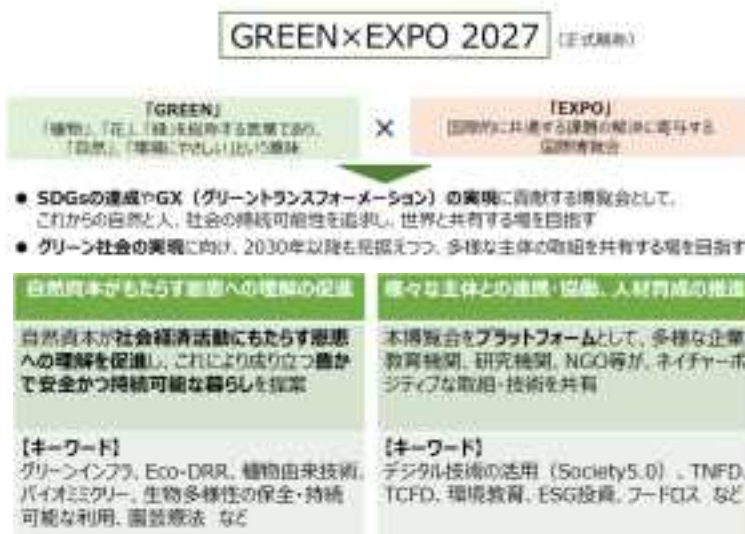 GREEN×EXPO 2027 (正式略称)
「GREEN」
「植物」、「花」、「緑」を総称する言葉であり、
「自然」、「環境にやさしい」という意味
×
「EXPO」
国際的に共通する課題の解決に寄与する
国際博覧会
● SDGsの達成やGX（グリーントランスフォーメーション）の実現に貢献する博覧会として、
これからの自然と人、社会の持続可能性を追求し、世界と共有する場を目指す
● グリーン社会の実現に向け、2030年以降も見据えつつ、多様な主体の取組を共有する場を目指す
自然資本がもたらす恩恵への理解の促進
自然資本が社会経済活動にもたらす恩恵
への理解を促進し、これにより成り立つ豊か
で安全かつ持続可能な暮らしを提案
【キーワード】
グリーンインフラ、Eco-DRR、植物由来技術、
バイオミミクリー、生物多様性の保全・持続
可能な利用、園芸療法 など
様々な主体との連携・協働、人材育成の推進
本博覧会をプラットフォームとして、多様な企業
教育機関、研究機関、NGO等が、ネイチャーポ
ジティブな取組・技術を共有
【キーワード】
デジタル技術の活用（Society5.0）、TNFD、
TCFD、環境教育、ESG投資、フードロス など